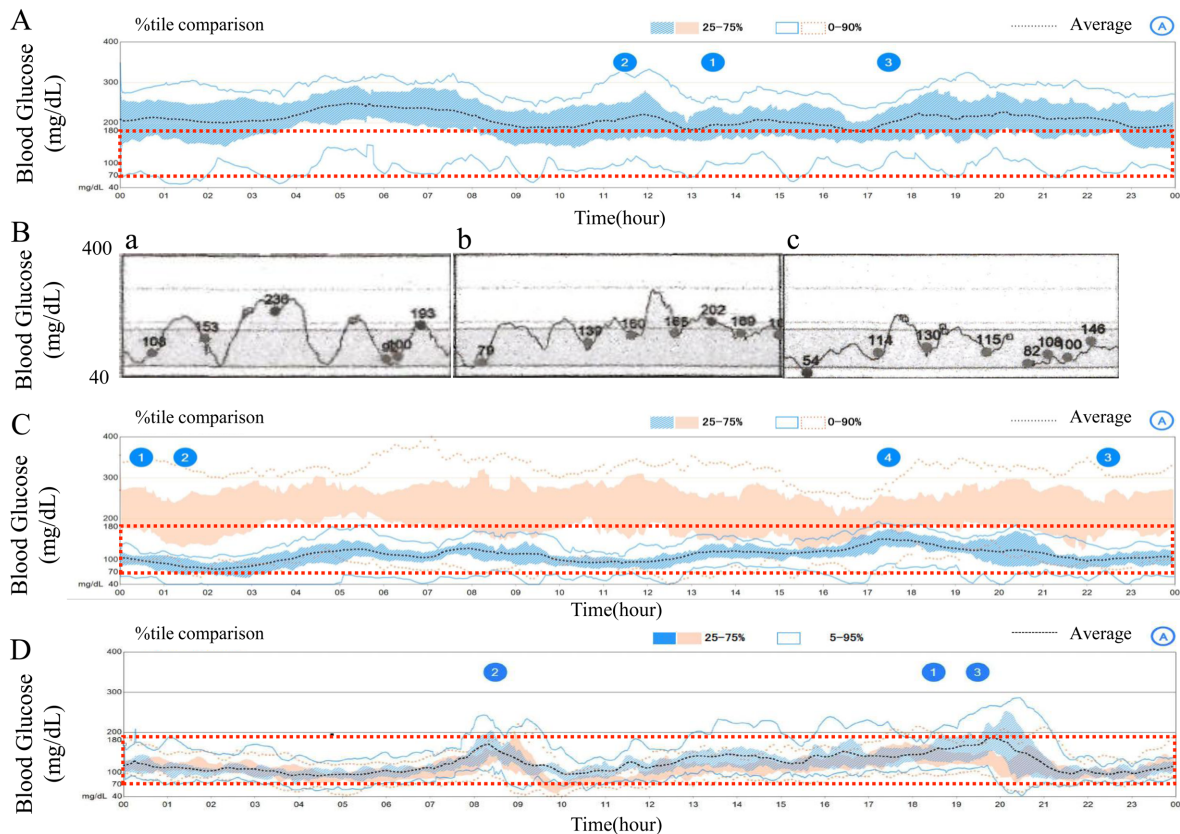 A
%tile comparison
25-75% 0-90% Average A
Blood Glucose
(mg/dL)
400
300
200
180
100
70
mg/dL 40
2 1 3
00 01 02 03 04 05 06 07 08 09 10 11 12 13 14 15 16 17 18 19 20 21 22 23 00
Time(hour)
B
Blood Glucose
(mg/dL)
400
40
a b c
108 153 236 100 193
79 139 160 165 202 169
54 114 130 115 82 108 100 146
C
%tile comparison
25-75% 0-90% Average A
Blood Glucose
(mg/dL)
400
300
200
180
100
70
mg/dL 40
1 2 4 3
00 01 02 03 04 05 06 07 08 09 10 11 12 13 14 15 16 17 18 19 20 21 22 23 00
Time(hour)
D
%tile comparison
25-75% 5-95% Average A
Blood Glucose
(mg/dL)
400
300
200
180
100
70
mg/dL 40
2 1 3
00 01 02 03 04 05 06 07 08 09 10 11 12 13 14 15 16 17 18 19 20 21 22 23 00
Time(hour)